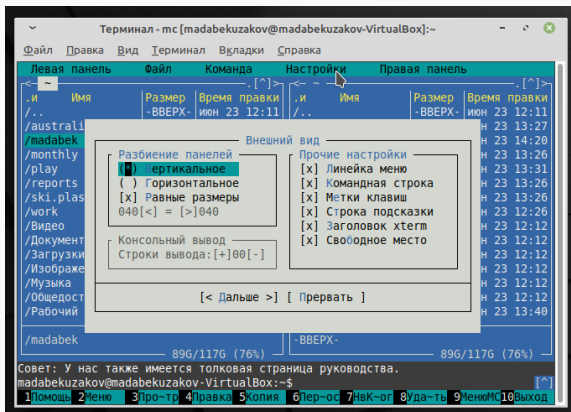 Терминал - mc [madabekuzakov@madabekuzakov-VirtualBox]:~
Файл Правка Вид Терминал Вкладки Справка
Левая панель Файл Команда Настройки Правая панель
<- ~ .[^]> <- ~ .[^]>
.и Имя Размер Время правки .и Имя Размер Время правки
/.. -ВВЕРХ- июн 23 12:11 /.. -ВВЕРХ- июн 23 12:11
/australi н 23 13:27
/madabek Внешний вид н 23 14:20
/monthly Разбиение панелей Прочие настройки н 23 13:26
/play (*) Вертикальное [x] Линейка меню н 23 13:31
/reports ( ) Горизонтальное [x] Командная строка н 23 13:26
/ski.plas [x] Равные размеры [x] Метки клавиш н 23 12:26
/work 040[<] = [>]040 [x] Строка подсказки н 23 13:26
/Видео [x] Заголовок xterm н 23 12:12
/Документ Консольный вывод [x] Свободное место н 23 12:12
/Загрузки Строки вывода:[+]00[-] н 23 12:12
/Изображе н 23 12:12
/Музыка н 23 12:12
/Общедост [< Дальше >] [ Прервать ] н 23 12:12
/Рабочий н 23 13:40
/madabek -ВВЕРХ-
89G/117G (76%) 89G/117G (76%)
Совет: У нас также имеется толковая страница руководства.
madabekuzakov@madabekuzakov-VirtualBox:~$ [^]
1Помощь 2Меню 3Про~тр 4Правка 5Копия 6Пер~ос 7НвК~ог 8Уда~ть 9МенюMC 10Выход